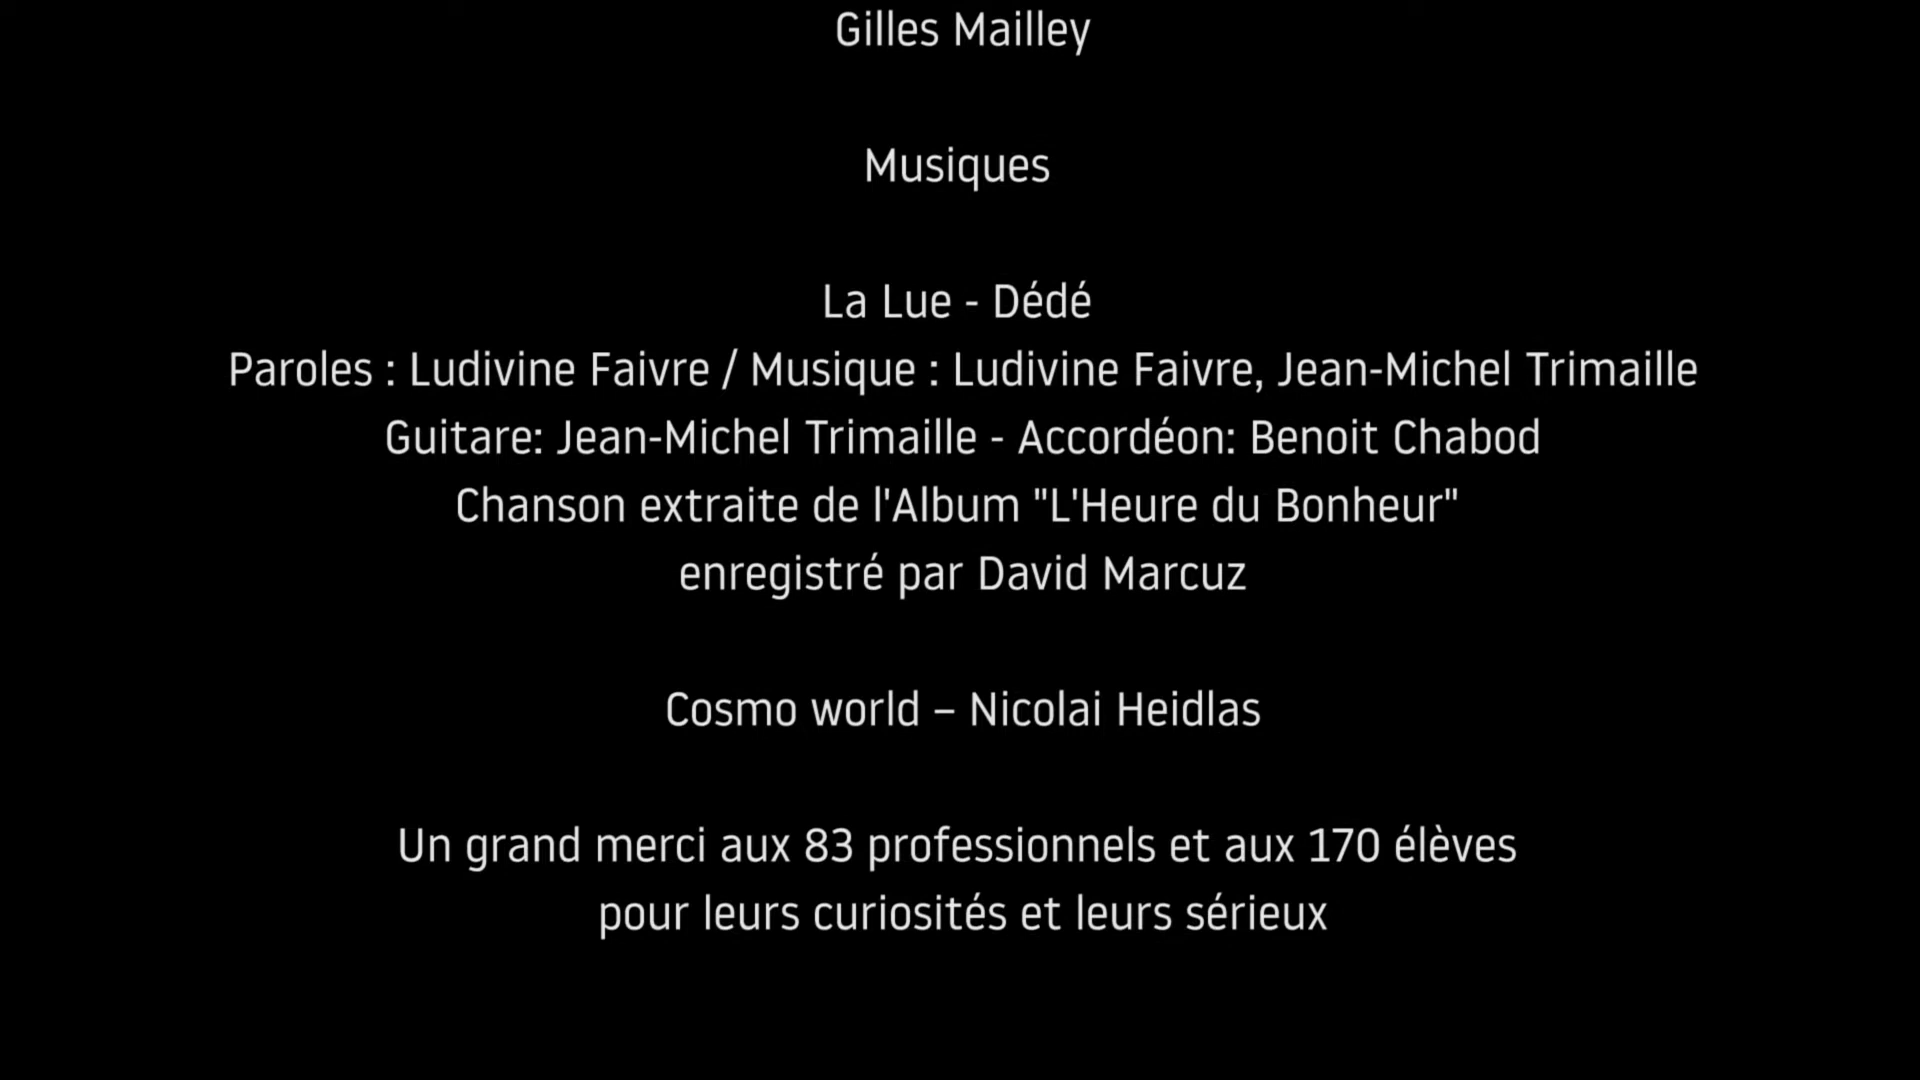 Gilles Mailley
Musiques
La Lue - Dédé
Paroles : Ludivine Faivre / Musique : Ludivine Faivre, Jean-Michel Trimaille
Guitare: Jean-Michel Trimaille - Accordéon: Benoit Chabod
Chanson extraite de l'Album "L'Heure du Bonheur"
enregistré par David Marcuz
Cosmo world – Nicolai Heidlas
Un grand merci aux 83 professionnels et aux 170 élèves
pour leurs curiosités et leurs sérieux